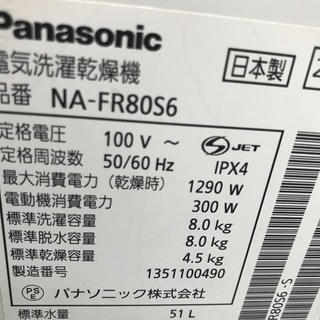 Panasonic
電気洗濯乾燥機
日本製
2
品番 NA-FR80S6
定格電圧 100 V ~
定格周波数 50/60 Hz
S JET
IPX4
最大消費電力(乾燥時) 1290 W
電動機消費電力 300 W
標準洗濯容量 8.0 kg
標準脱水容量 8.0 kg
標準乾燥容量 4.5 kg
製造番号 1351100490
PSE パナソニック株式会社
標準水量 51 L
FR80S6-S